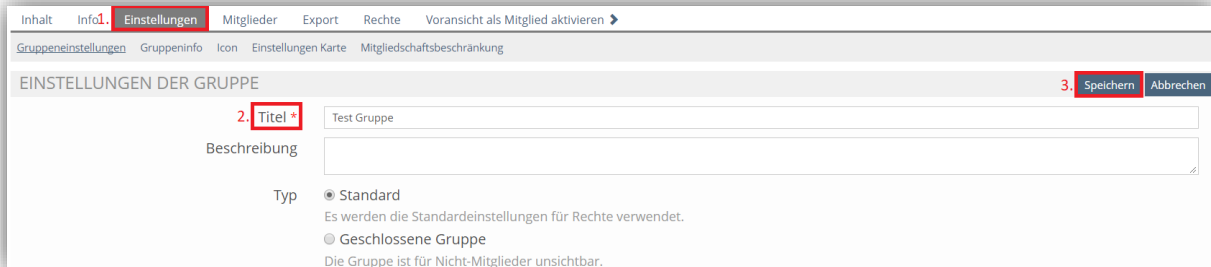 Inhalt Info 1. Einstellungen Mitglieder Export Rechte Voransicht als Mitglied aktivieren
Gruppeneinstellungen Gruppeninfo Icon Einstellungen Karte Mitgliedschaftsbeschränkung
EINSTELLUNGEN DER GRUPPE 3. Speichern Abbrechen
2. Titel * Test Gruppe
Beschreibung
Typ Standard
Es werden die Standardeinstellungen für Rechte verwendet.
Geschlossene Gruppe
Die Gruppe ist für Nicht-Mitglieder unsichtbar.